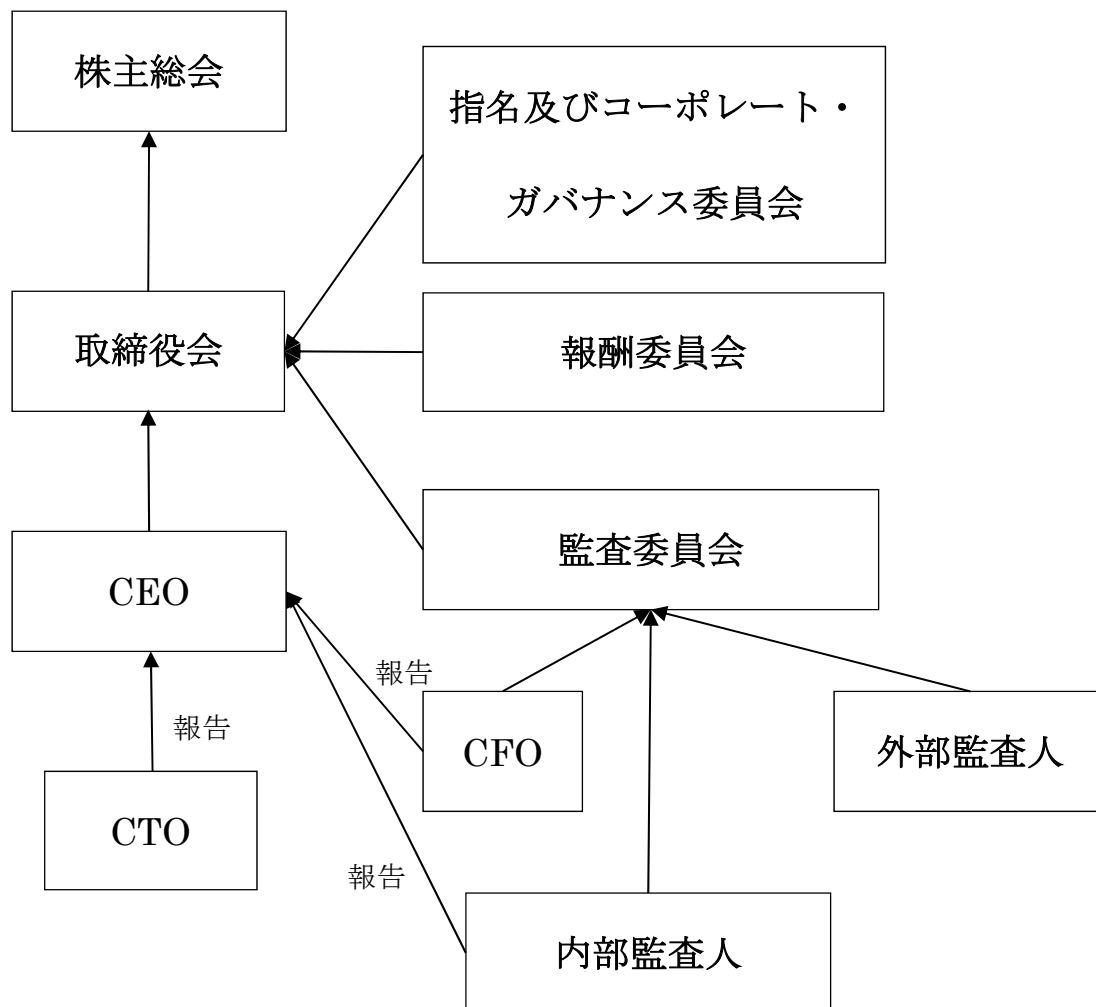 株主総会
指名及びコーポレート・
ガバナンス委員会
取締役会
報酬委員会
監査委員会
CEO
報告
報告
CFO
外部監査人
CTO
報告
内部監査人